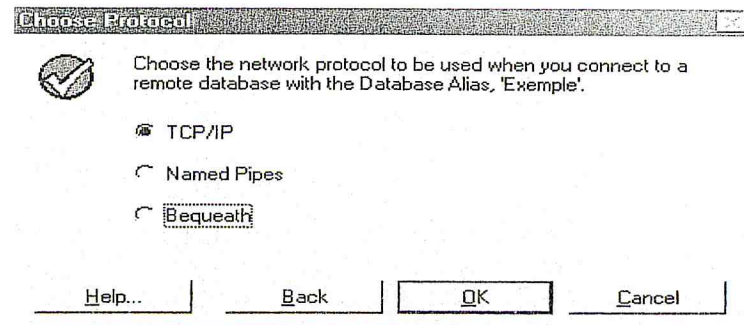 Choose Protocol
Choose the network protocol to be used when you connect to a
remote database with the Database Alias, 'Exemple'.
TCP/IP
Named Pipes
Bequeath
Help...
Back
OK
Cancel